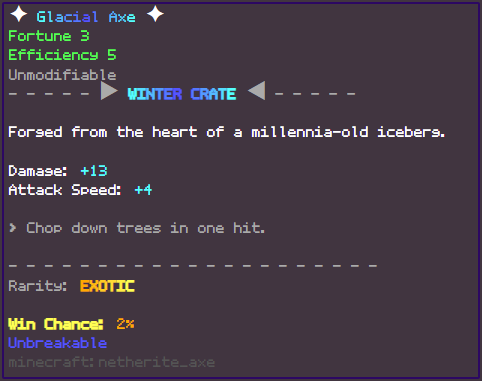 ✦ Glacial Axe ✦
Fortune 3
Efficiency 5
Unmodifiable
- - - - - ▶ WINTER CRATE ◀ - - - - -
Forsed from the heart of a millennia-old icebers.
Damage: +13
Attack Speed: +4
> Chop down trees in one hit.
- - - - - - - - - - - - - - - - - - - - -
Rarity: EXOTIC
Win Chance: 2%
Unbreakable
minecraft:netherite_axe